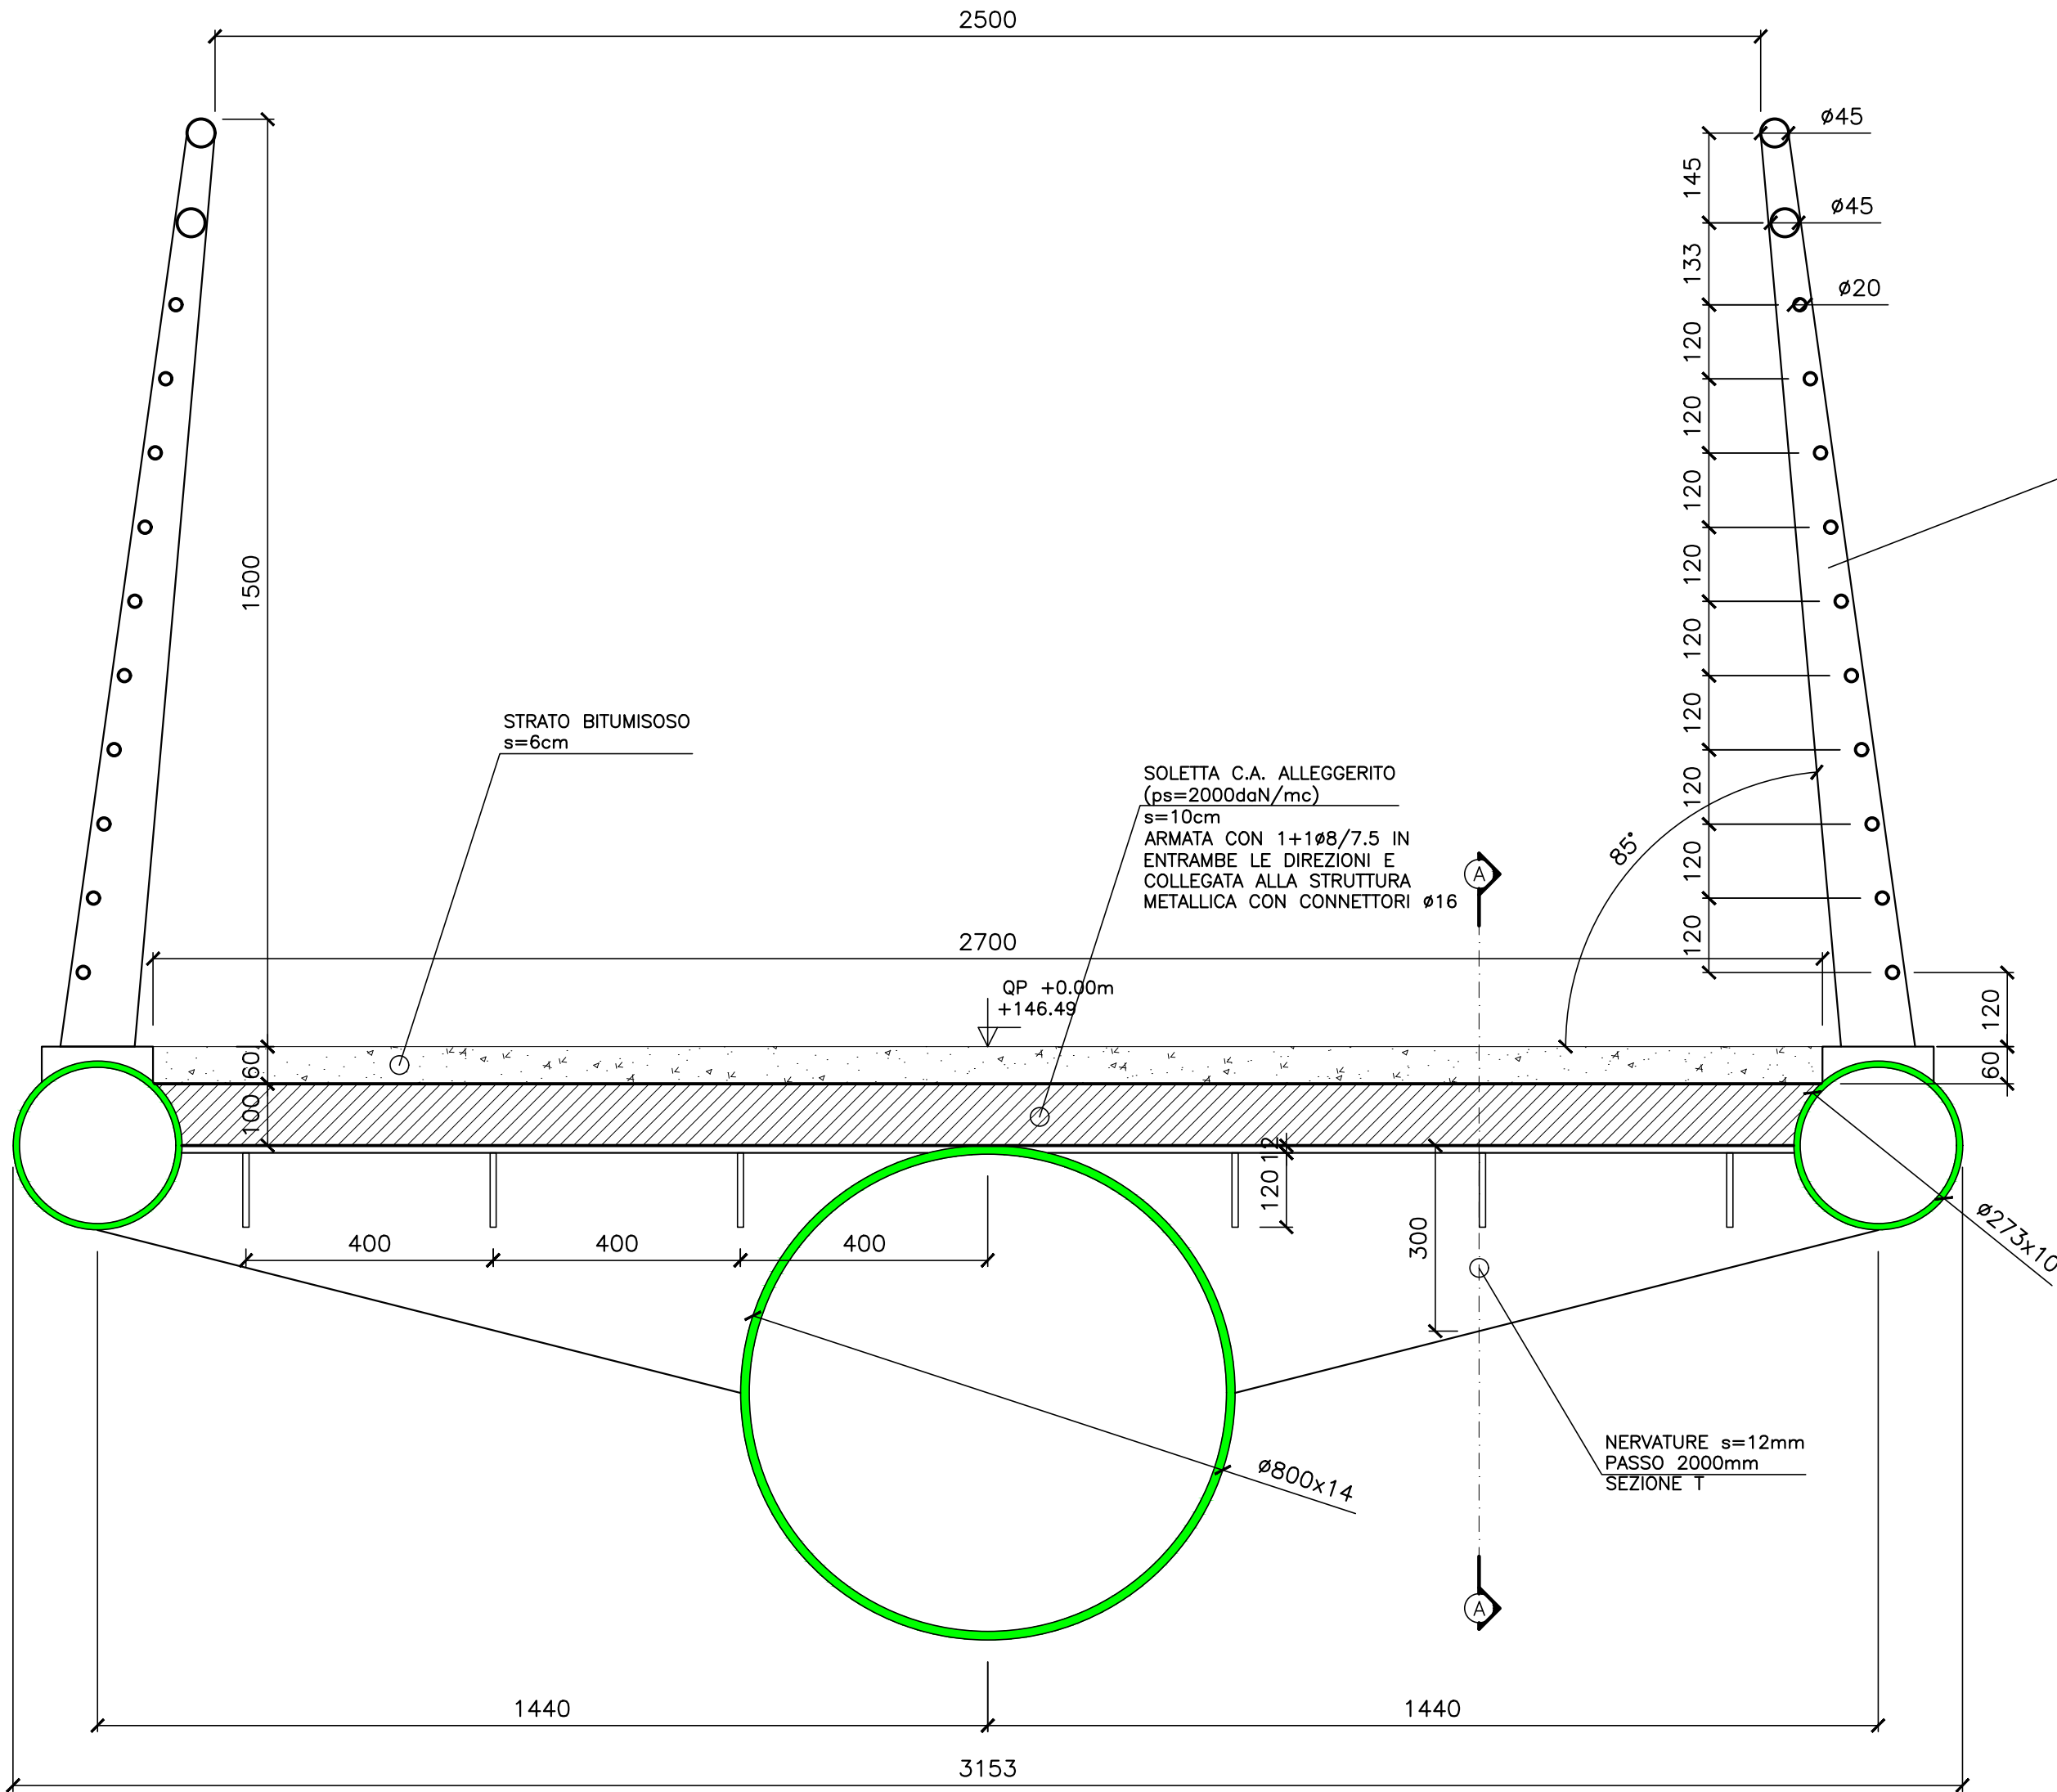 2500
ø45
145
ø45
133
ø20
120
120
120
120
120
120
120
120
120
1500
STRATO BITUMISOSO
s=6cm
SOLETTA C.A. ALLEGGERITO
(ps=2000daN/mc)
s=10cm
ARMATA CON 1+1ø8/7.5 IN
ENTRAMBE LE DIREZIONI E
COLLEGATA ALLA STRUTTURA
METALLICA CON CONNETTORI ø16
A
85°
2700
QP +0.00m
+146.49
120
60
60
100
12
120
300
400
400
400
ø273x10
ø800x14
NERVATURE s=12mm
PASSO 2000mm
SEZIONE T
A
1440
1440
3153